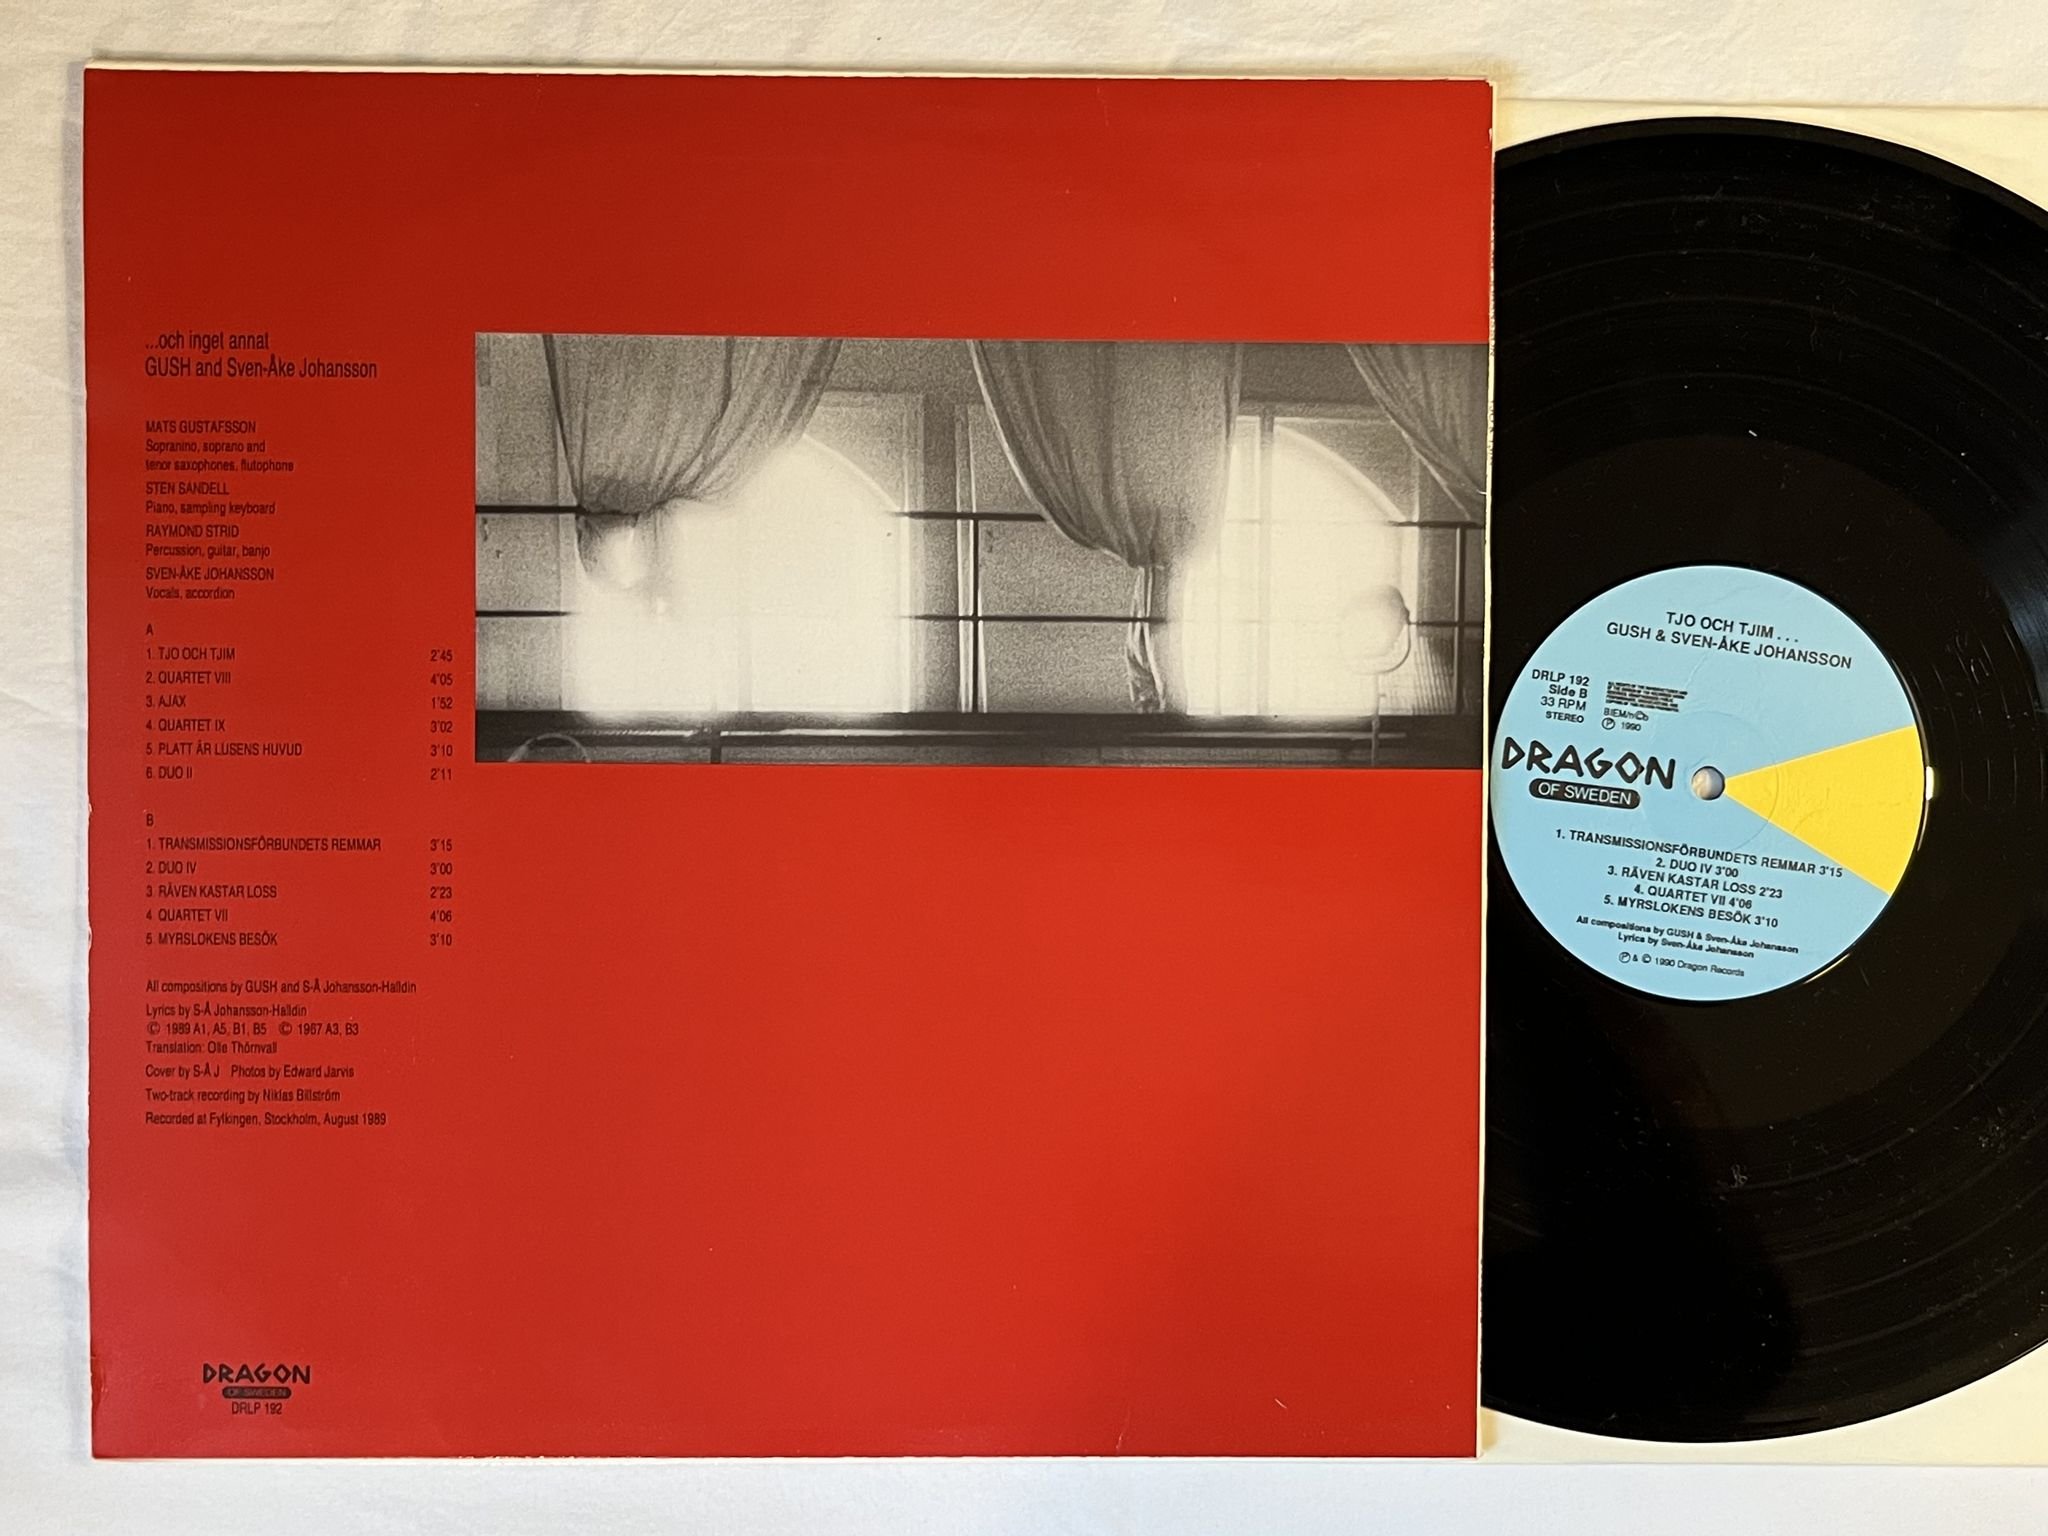 ...och inget annat
GUSH and Sven-Åke Johansson
MATS GUSTAFSSON
Sopranino, soprano and
tenor saxophones, flutophone
STEN SANDELL
Piano, sampling keyboard
RAYMOND STRID
Percussion, guitar, banjo
SVEN-ÅKE JOHANSSON
Vocals, accordion
A
1. TJO OCH TJIM 2'45
2. QUARTET VIII 4'05
3. AJAX 1'52
4. QUARTET IX 3'02
5. PLATT ÄR LUSENS HUVUD 3'10
6. DUO II 2'11
B
1. TRANSMISSIONSFÖRBUNDETS REMMAR 3'15
2. DUO IV 3'00
3. RÄVEN KASTAR LOSS 2'23
4. QUARTET VII 4'06
5. MYRSLOKENS BESÖK 3'10
All compositions by GUSH and S-Å Johansson-Halldin
Lyrics by S-Å Johansson-Halldin
© 1989 A1, A5, B1, B5 © 1967 A3, B3
Translation: Olle Thörnvall
Cover by S-Å J Photos by Edward Jarvis
Two-track recording by Niklas Billström
Recorded at Fylkingen, Stockholm, August 1989
DRAGON
OF SWEDEN
DRLP 192
TJO OCH TJIM . . .
GUSH & SVEN-ÅKE JOHANSSON
DRLP 192
Side B
33 RPM
STEREO
BIEM/n©b
℗ 1990
DRAGON
OF SWEDEN
1. TRANSMISSIONSFÖRBUNDETS REMMAR 3'15
2. DUO IV 3'00
3. RÄVEN KASTAR LOSS 2'23
4. QUARTET VII 4'06
5. MYRSLOKENS BESÖK 3'10
All compositions by GUSH & Sven-Åke Johansson
Lyrics by Sven-Åke Johansson
℗ & © 1990 Dragon Records